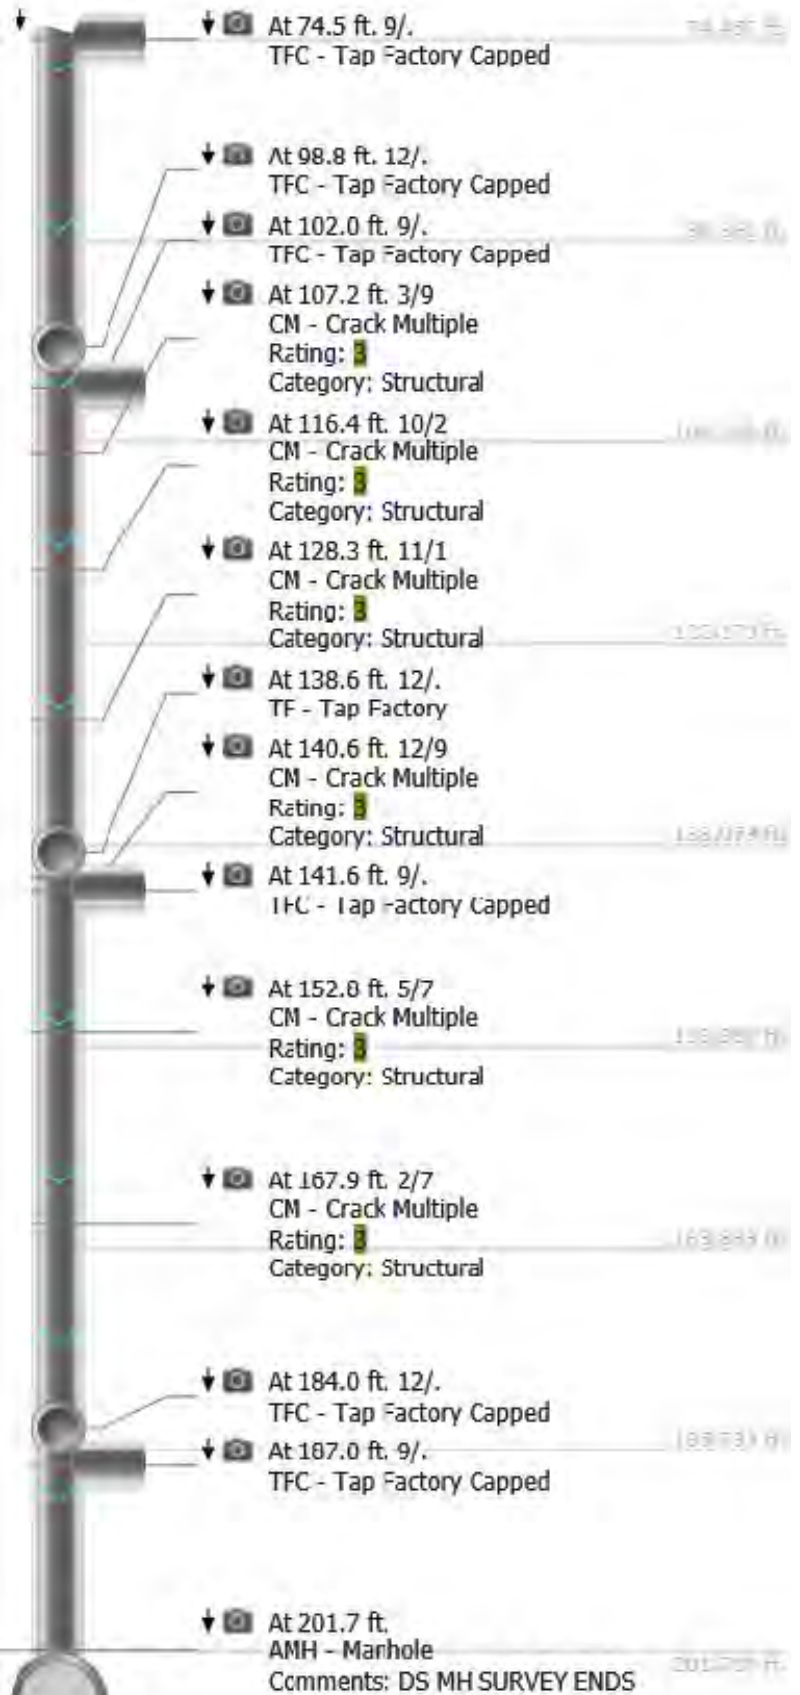 At 74.5 ft. 9/.
TFC - Tap Factory Capped
At 98.8 ft. 12/.
TFC - Tap Factory Capped
At 102.0 ft. 9/.
TFC - Tap Factory Capped
At 107.2 ft. 3/9
CM - Crack Multiple
Rating: 3
Category: Structural
At 116.4 ft. 10/2
CM - Crack Multiple
Rating: 3
Category: Structural
At 128.3 ft. 11/1
CM - Crack Multiple
Rating: 3
Category: Structural
At 138.6 ft. 12/.
TF - Tap Factory
At 140.6 ft. 12/9
CM - Crack Multiple
Rating: 3
Category: Structural
At 141.6 ft. 9/.
TFC - Tap Factory Capped
At 152.8 ft. 5/7
CM - Crack Multiple
Rating: 3
Category: Structural
At 167.9 ft. 2/7
CM - Crack Multiple
Rating: 3
Category: Structural
At 184.0 ft. 12/.
TFC - Tap Factory Capped
At 187.0 ft. 9/.
TFC - Tap Factory Capped
At 201.7 ft.
AMH - Manhole
Comments: DS MH SURVEY ENDS